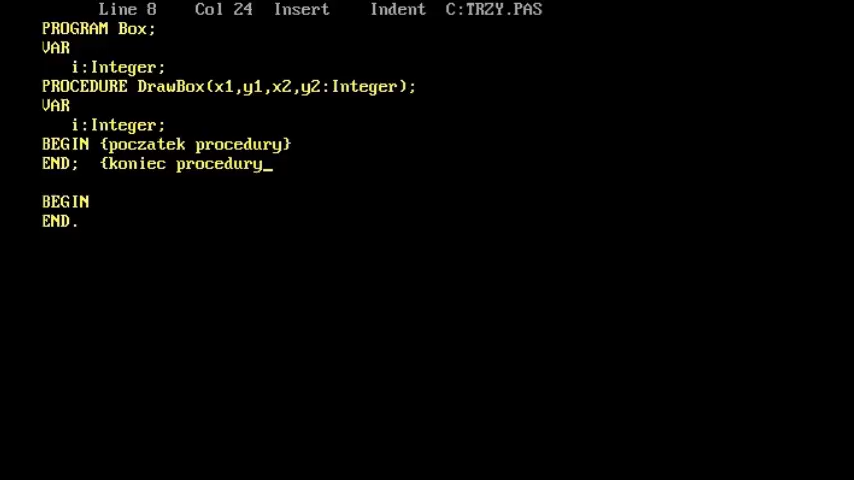 Line 8    Col 24  Insert    Indent  C:TRZY.PAS
PROGRAM Box;
VAR
   i:Integer;
PROCEDURE DrawBox(x1,y1,x2,y2:Integer);
VAR
   i:Integer;
BEGIN {poczatek procedury}
END;  {koniec procedury_
BEGIN
END.